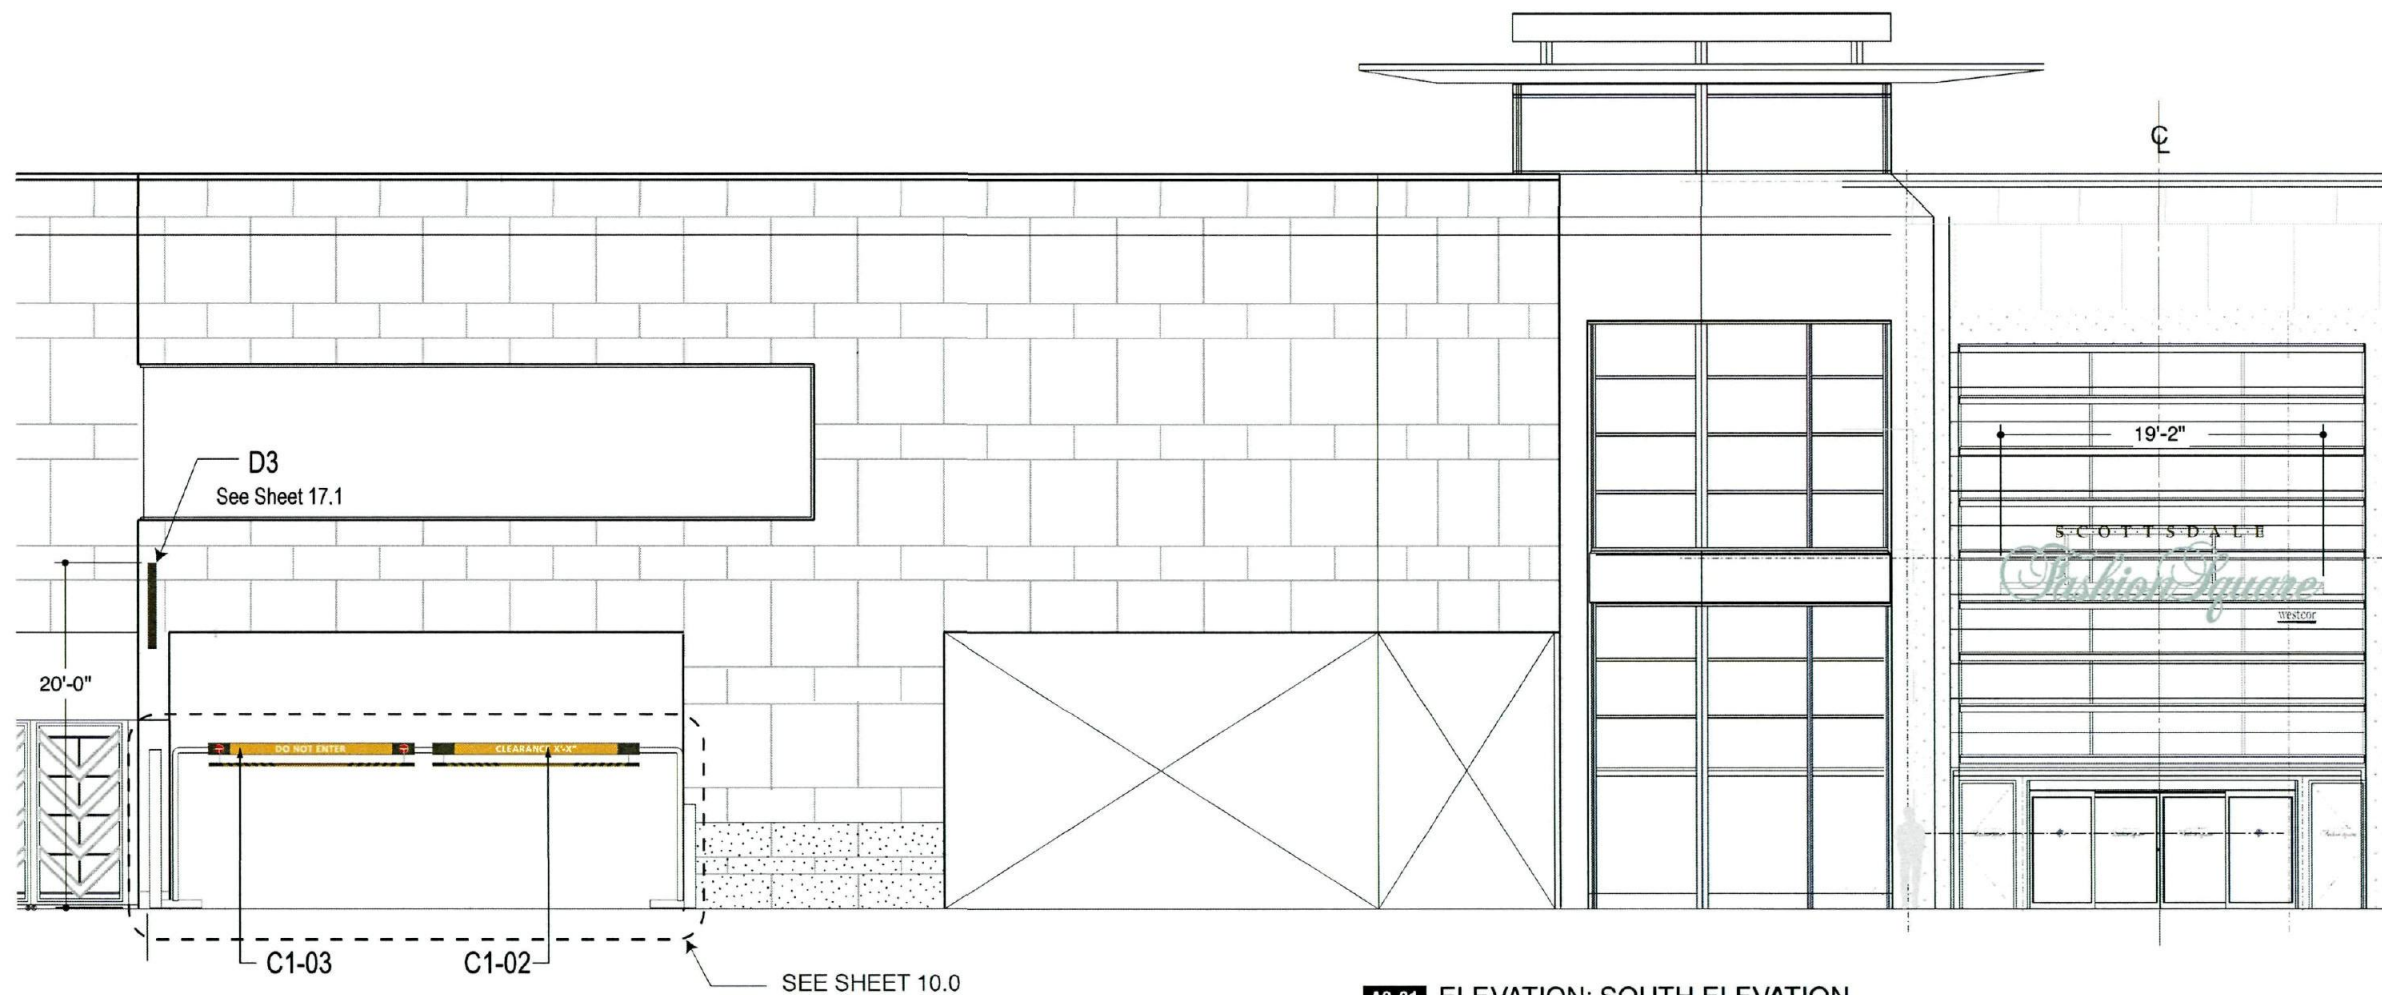 ℄
19'-2"
D3
See Sheet 17.1
SCOTTSDALE
Fashion Square
westcor
20'-0"
DO NOT ENTER
CLEARANCE X'-X"
C1-03
C1-02
SEE SHEET 10.0
ELEVATION: SOUTH ELEVATION